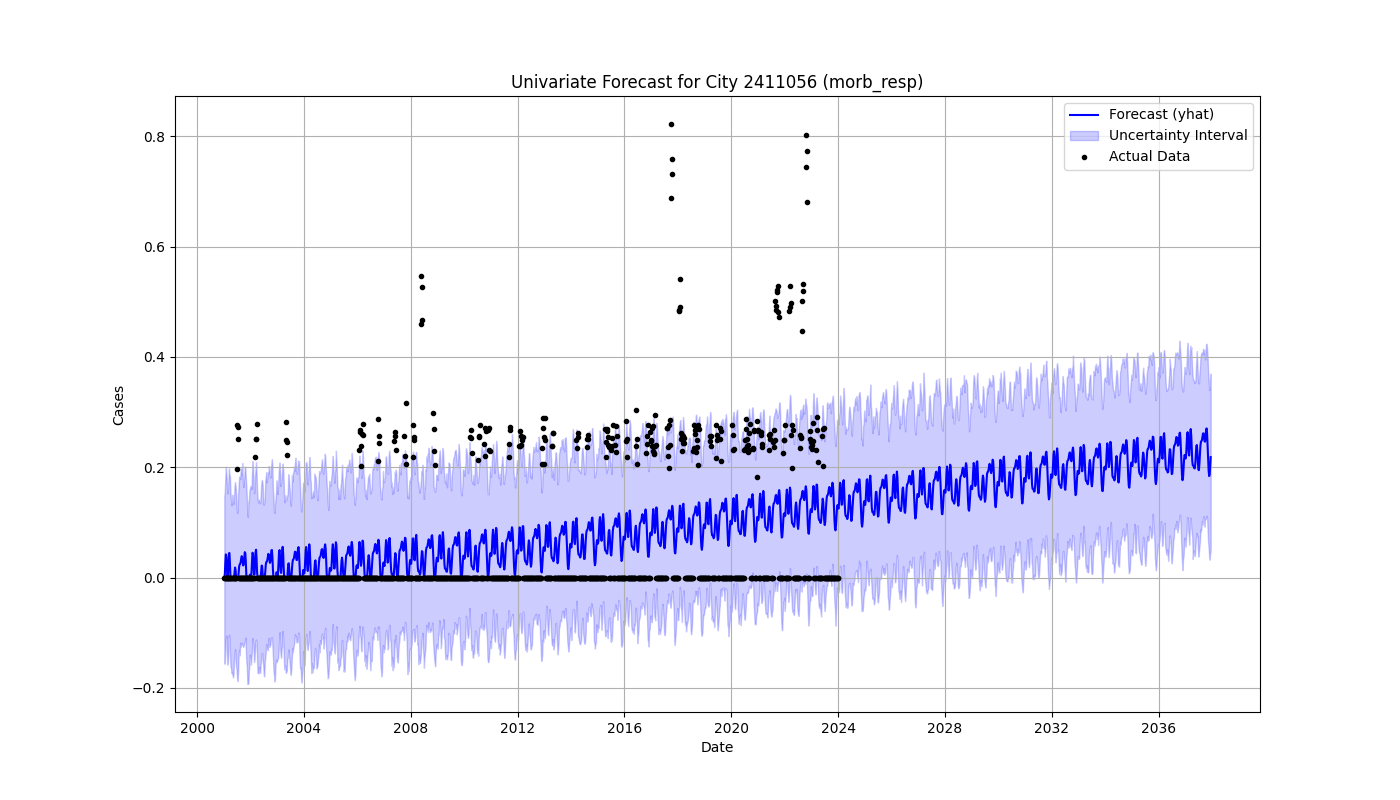 Univariate Forecast for City 2411056 (morb_resp)
Forecast (yhat)
Uncertainty Interval
Actual Data
Cases
0.8
0.6
0.4
0.2
0.0
−0.2
2000 2004 2008 2012 2016 2020 2024 2028 2032 2036
Date